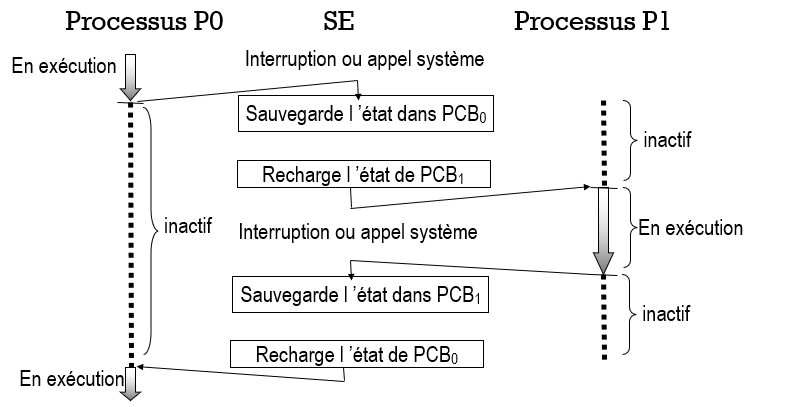 Processus P0
SE
Processus P1
Interruption ou appel système
En exécution
Sauvegarde l ’état dans PCB0
inactif
Recharge l ’état de PCB1
inactif
Interruption ou appel système
En exécution
Sauvegarde l ’état dans PCB1
inactif
Recharge l ’état de PCB0
En exécution